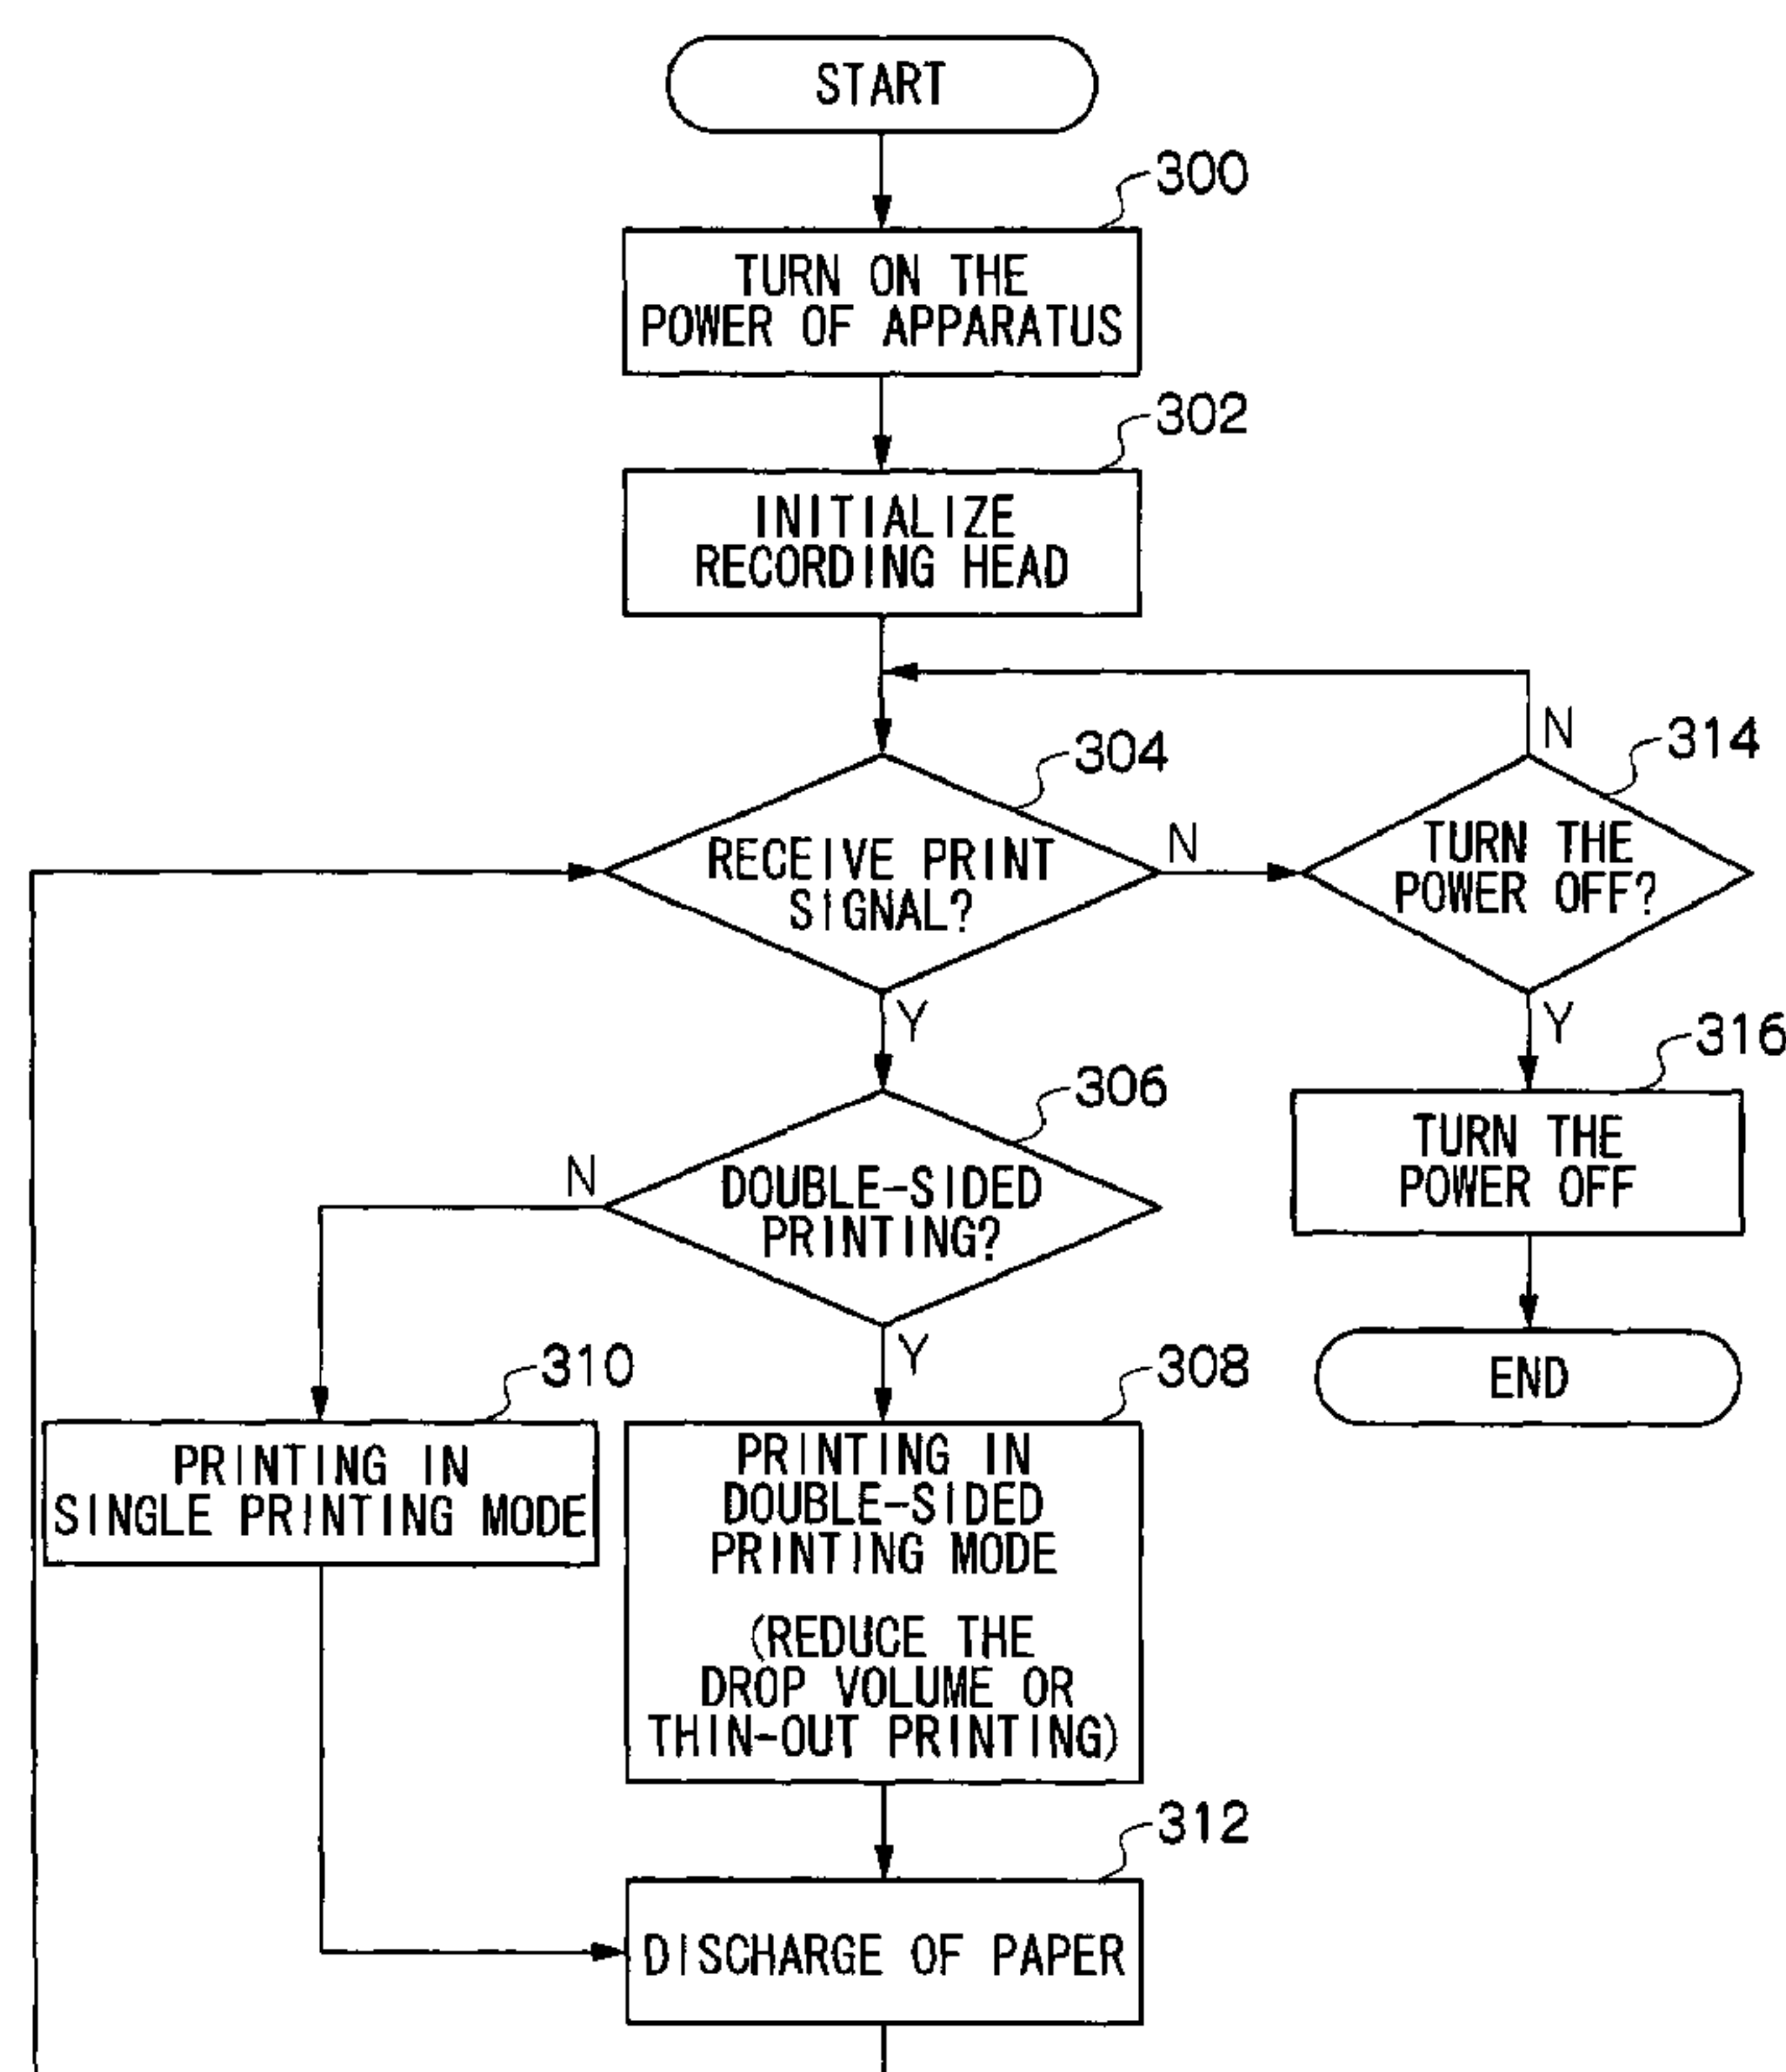 START
300
TURN ON THE
POWER OF APPARATUS
302
INITIALIZE
RECORDING HEAD
304
RECEIVE PRINT
SIGNAL?
N
Y
314
TURN THE
POWER OFF?
N
Y
316
TURN THE
POWER OFF
END
306
DOUBLE-SIDED
PRINTING?
N
Y
310
PRINTING IN
SINGLE PRINTING MODE
308
PRINTING IN
DOUBLE-SIDED
PRINTING MODE
(REDUCE THE
DROP VOLUME OR
THIN-OUT PRINTING)
312
DISCHARGE OF PAPER